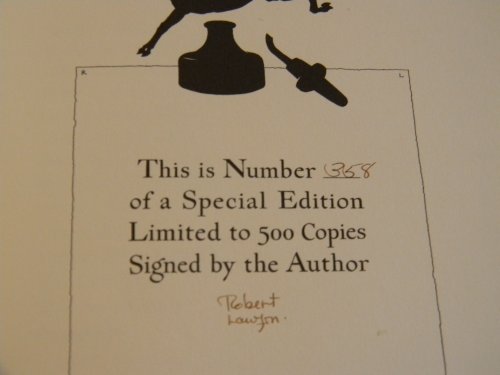 R L
This is Number 358
of a Special Edition
Limited to 500 Copies
Signed by the Author
Robert
Lawson.